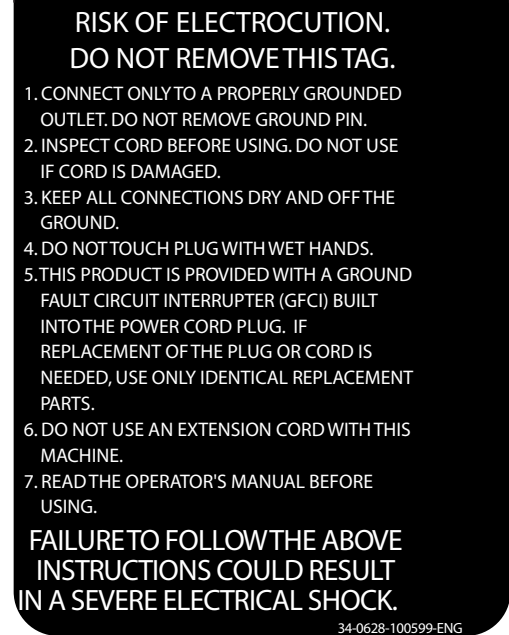 RISK OF ELECTROCUTION.
DO NOT REMOVE THIS TAG.
1. CONNECT ONLY TO A PROPERLY GROUNDED
OUTLET. DO NOT REMOVE GROUND PIN.
2. INSPECT CORD BEFORE USING. DO NOT USE
IF CORD IS DAMAGED.
3. KEEP ALL CONNECTIONS DRY AND OFF THE
GROUND.
4. DO NOT TOUCH PLUG WITH WET HANDS.
5. THIS PRODUCT IS PROVIDED WITH A GROUND
FAULT CIRCUIT INTERRUPTER (GFCI) BUILT
INTO THE POWER CORD PLUG. IF
REPLACEMENT OF THE PLUG OR CORD IS
NEEDED, USE ONLY IDENTICAL REPLACEMENT
PARTS.
6. DO NOT USE AN EXTENSION CORD WITH THIS
MACHINE.
7. READ THE OPERATOR'S MANUAL BEFORE
USING.
FAILURE TO FOLLOW THE ABOVE
INSTRUCTIONS COULD RESULT
IN A SEVERE ELECTRICAL SHOCK.
34-0628-100599-ENG